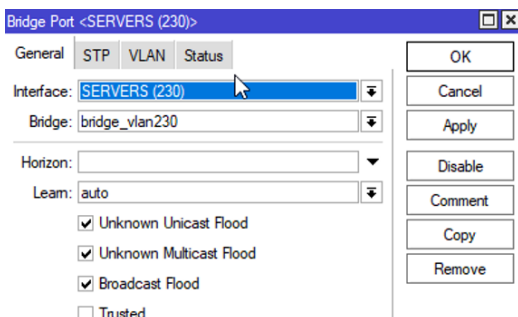 Bridge Port <SERVERS (230)>
General STP VLAN Status
OK
Interface: SERVERS (230)
Cancel
Bridge: bridge_vlan230
Apply
Horizon:
Disable
Learn: auto
Comment
Unknown Unicast Flood
Copy
Unknown Multicast Flood
Remove
Broadcast Flood
Trusted